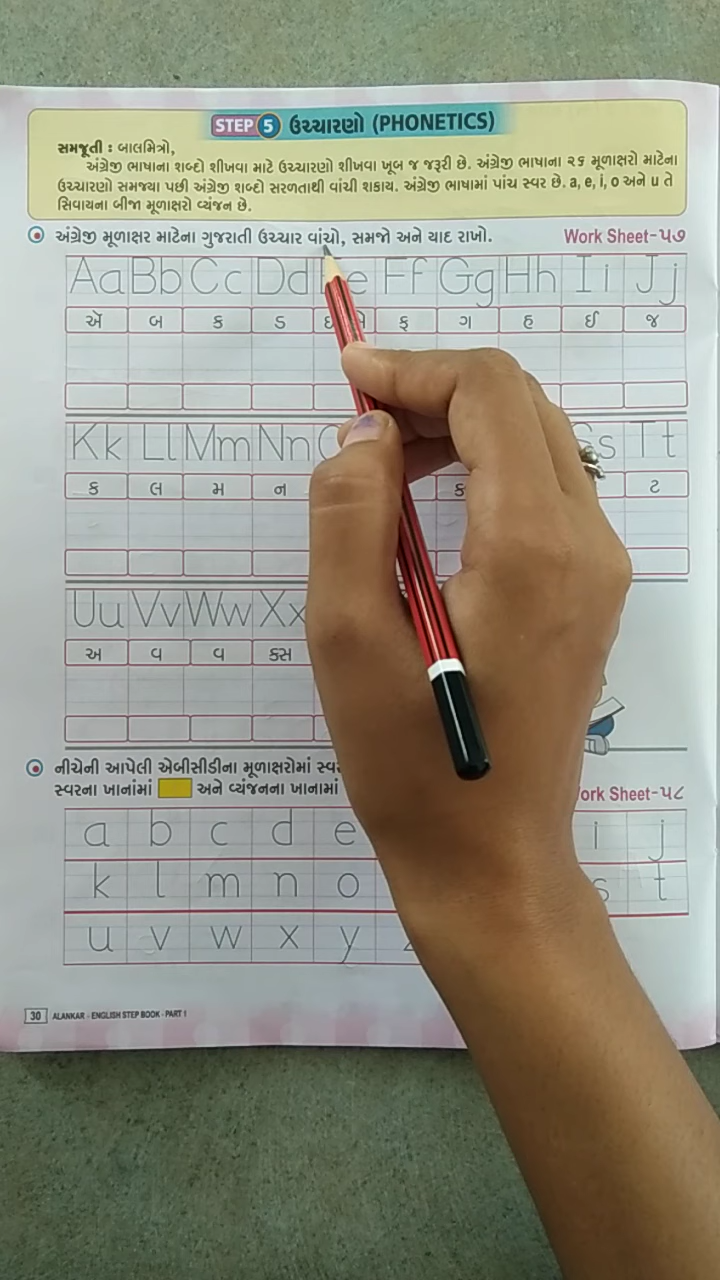 STEP 5 ઉચ્ચારણો (PHONETICS)
સમજૂતી : બાલમિત્રો,
અંગ્રેજી ભાષાના શબ્દો શીખવા માટે ઉચ્ચારણો શીખવા ખૂબ જ જરૂરી છે. અંગ્રેજી ભાષાના ૨૬ મૂળાક્ષરો માટેના
ઉચ્ચારણો સમજ્યા પછી અંગ્રેજી શબ્દો સરળતાથી વાંચી શકાય. અંગ્રેજી ભાષામાં પાંચ સ્વર છે. a, e, i, o અને u તે
સિવાયના બીજા મૂળાક્ષરો વ્યંજન છે.
અંગ્રેજી મૂળાક્ષર માટેના ગુજરાતી ઉચ્ચાર વાંચો, સમજો અને યાદ રાખો. Work Sheet-૫૭
Aa Bb Cc Dd e Ff Gg Hh Ii Jj
ઍ બ ક ડ ફ ગ હ ઈ જ
Kk Ll Mm Nn s Tt
ક લ મ ન ક ટ
Uu Vv Ww Xx
અ વ વ ક્સ
નીચેની આપેલી એબીસીડીના મૂળાક્ષરોમાં
સ્વરના ખાનાંમાં અને વ્યંજનના ખાનામાં Sheet-૫૮
a b c d e i j
k l m n o s t
u v w x y
30 ALANKAR - ENGLISH STEP BOOK - PART 1